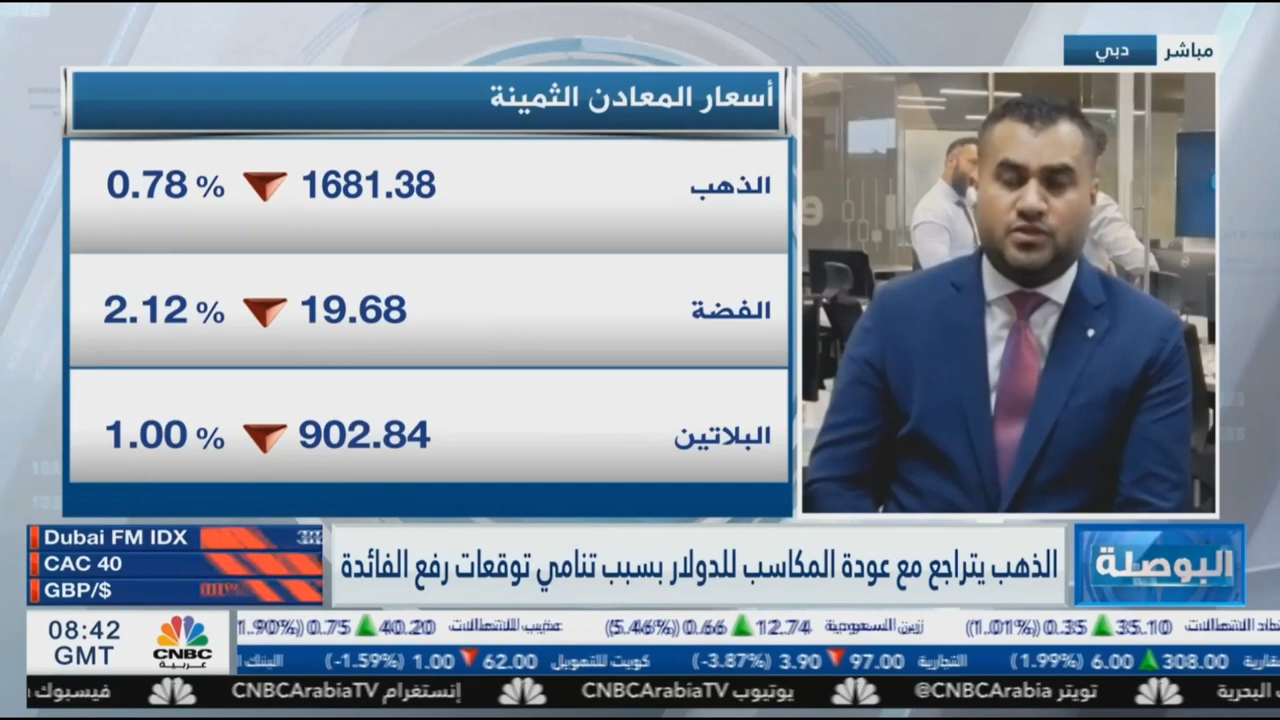 مباشر دبي
أسعار المعادن الثمينة
الذهب 1681.38 0.78 %
الفضة 19.68 2.12 %
البلاتين 902.84 1.00 %
البوصلة
الذهب يتراجع مع عودة المكاسب للدولار بسبب تنامي توقعات رفع الفائدة
Dubai FM IDX
CAC 40
GBP/$
08:42
GMT
CNBC
عربية
35.10 0.35 (1.01%) زين السعودية 12.74 0.66 (5.46%) 40.20 0.75
308.00 6.00 (1.99%) التجارية 97.00 3.90 (-3.87%) كويت للتمويل 62.00 1.00 (-1.59%)
البحرية تويتر @CNBCArabia يوتيوب CNBCArabiaTV إنستغرام CNBCArabiaTV فيسبوك